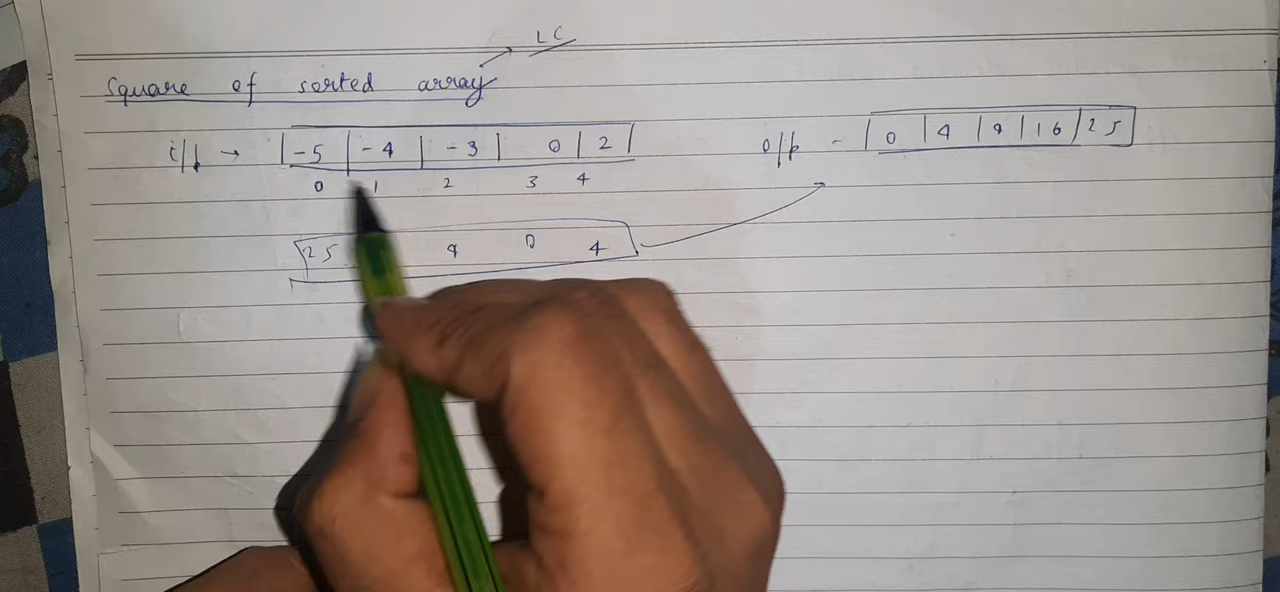 LC
Square of sorted array
i/p → -5 -4 -3 0 2
o/p - 0 4 9 16 25
0 1 2 3 4
25 9 0 4